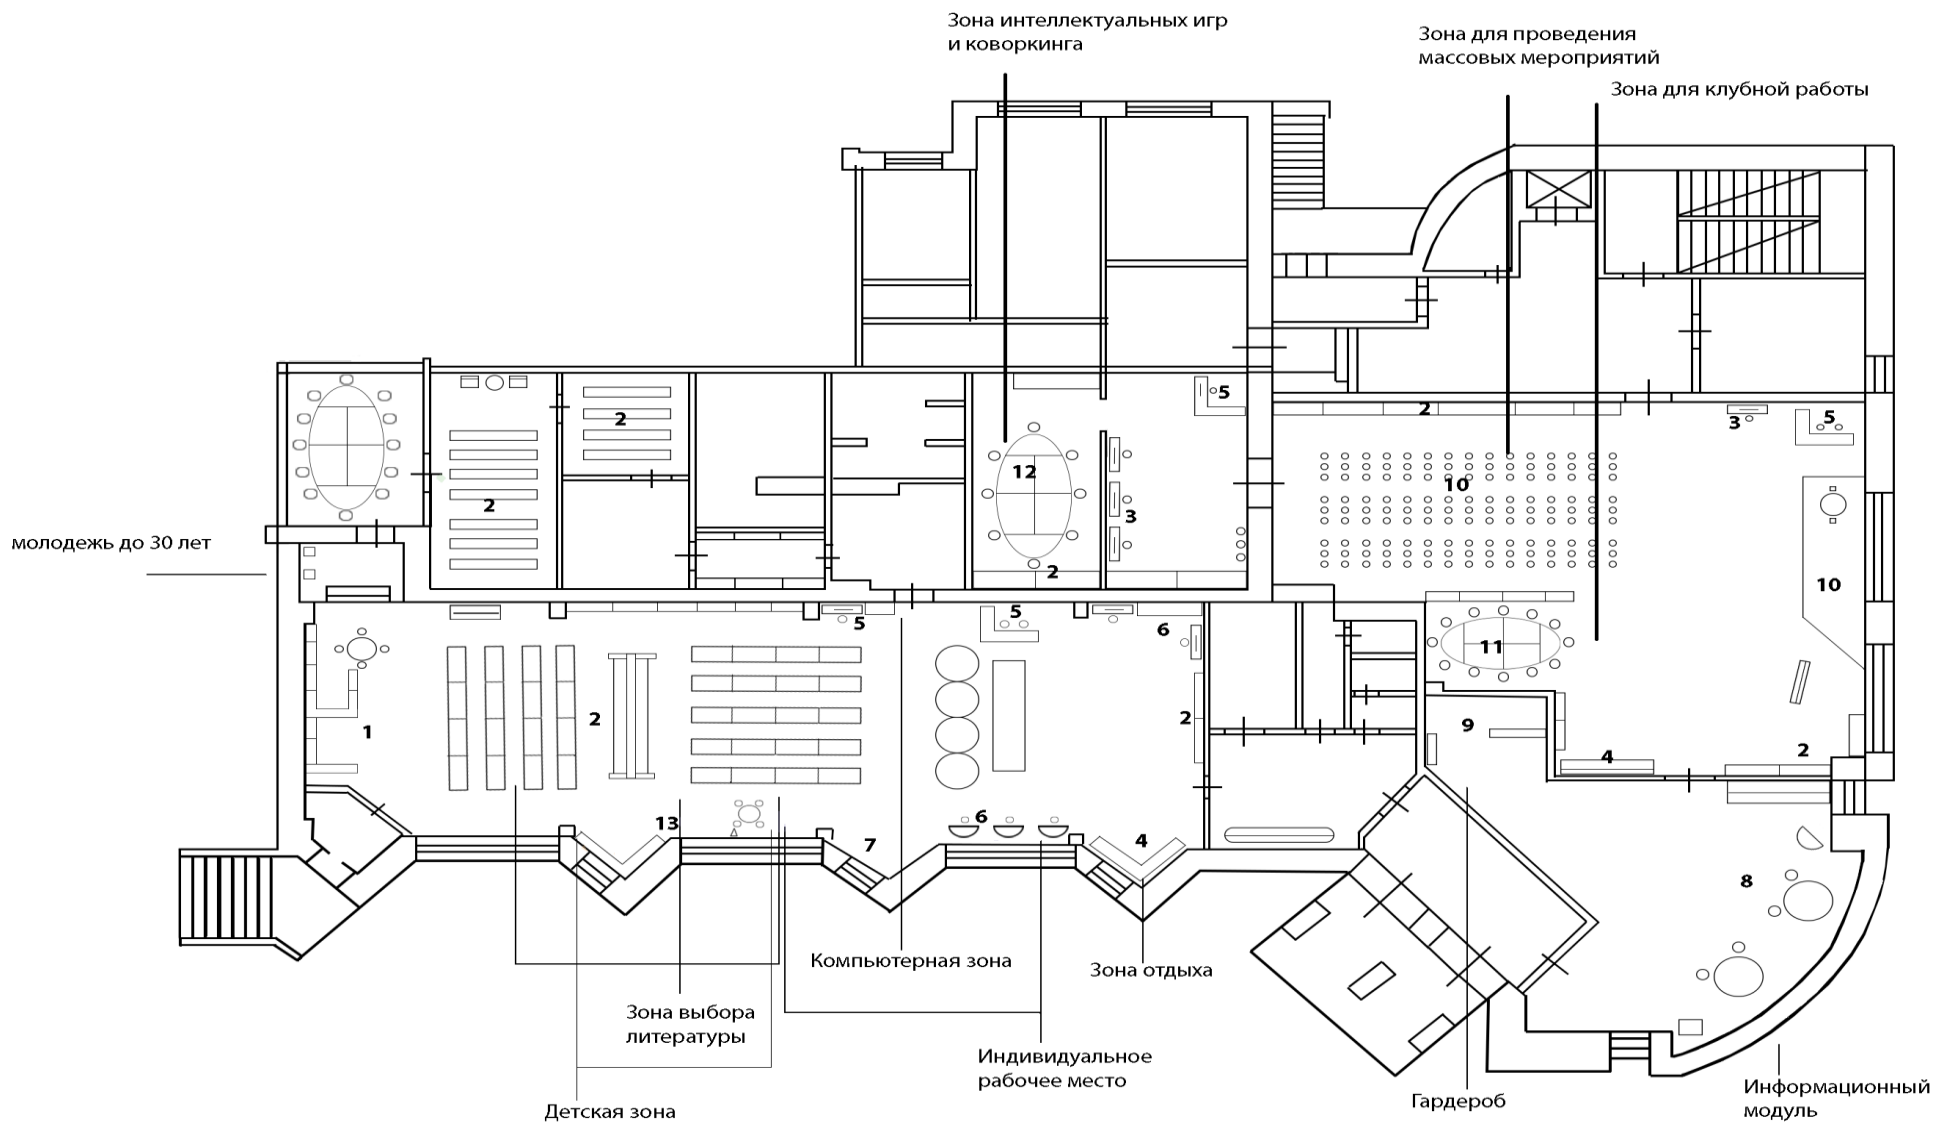 Зона интеллектуальных игр
и коворкинга
Зона для проведения
массовых мероприятий
Зона для клубной работы
5
2
2
3
5
12
10
2
3
молодежь до 30 лет
2
10
5
5
6
11
1
2
2
9
4
2
13
6
7
4
8
Компьютерная зона
Зона отдыха
Зона выбора
литературы
Индивидуальное
рабочее место
Детская зона
Гардероб
Информационный
модуль